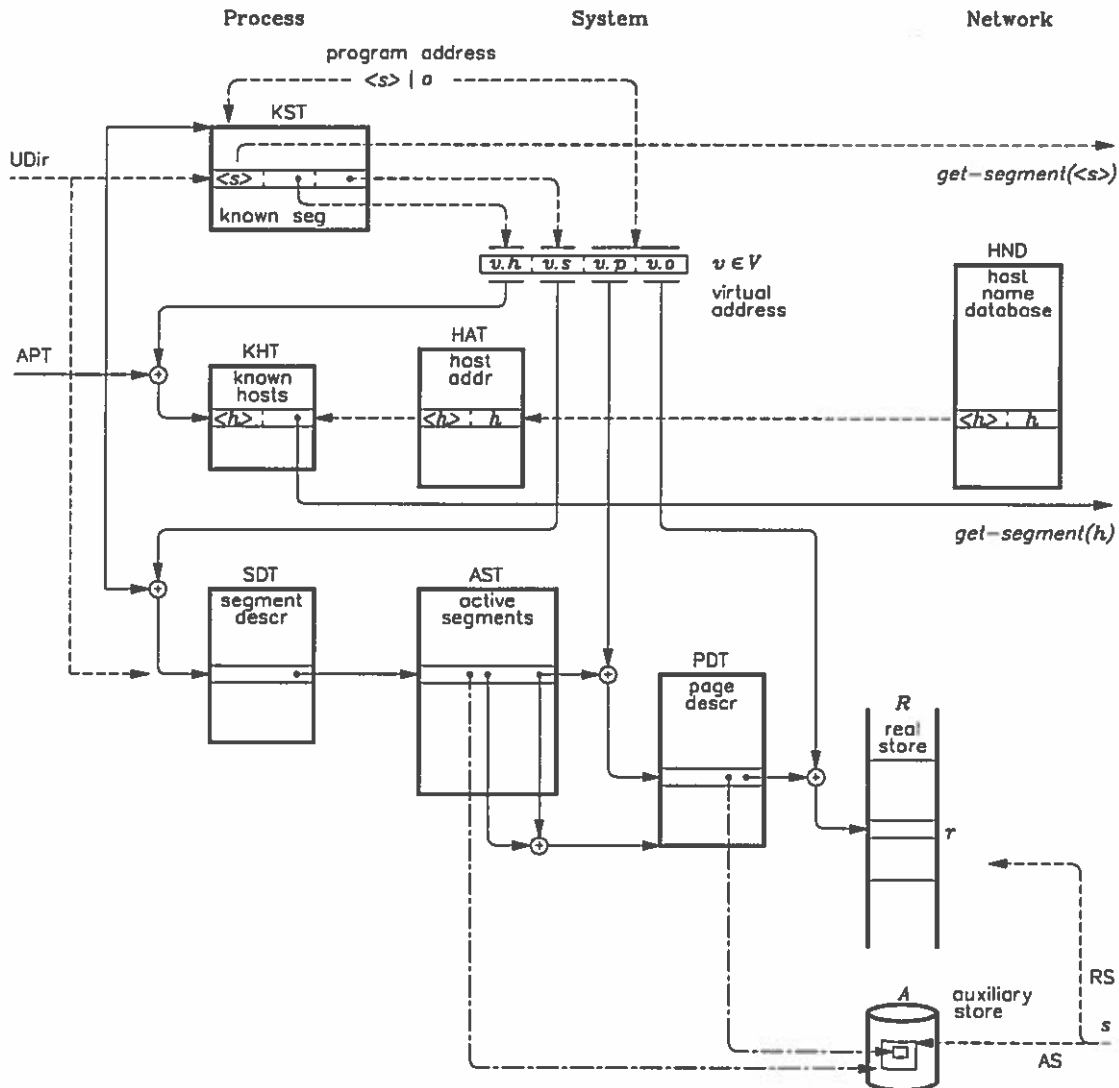 Process System Network
program address
<s> | o
KST
UDir
<s>
get-segment(<s>)
known seg
HND
v.h v.s v.p v.o v ∈ V
host
name
database
virtual
address
HAT
APT
KHT
host
addr
known
hosts
<h>
<h> h
<h> h
get-segment(h)
SDT
AST
segment
descr
active
segments
PDT
page
descr
R
real
store
r
RS
A
auxiliary
store
s
AS